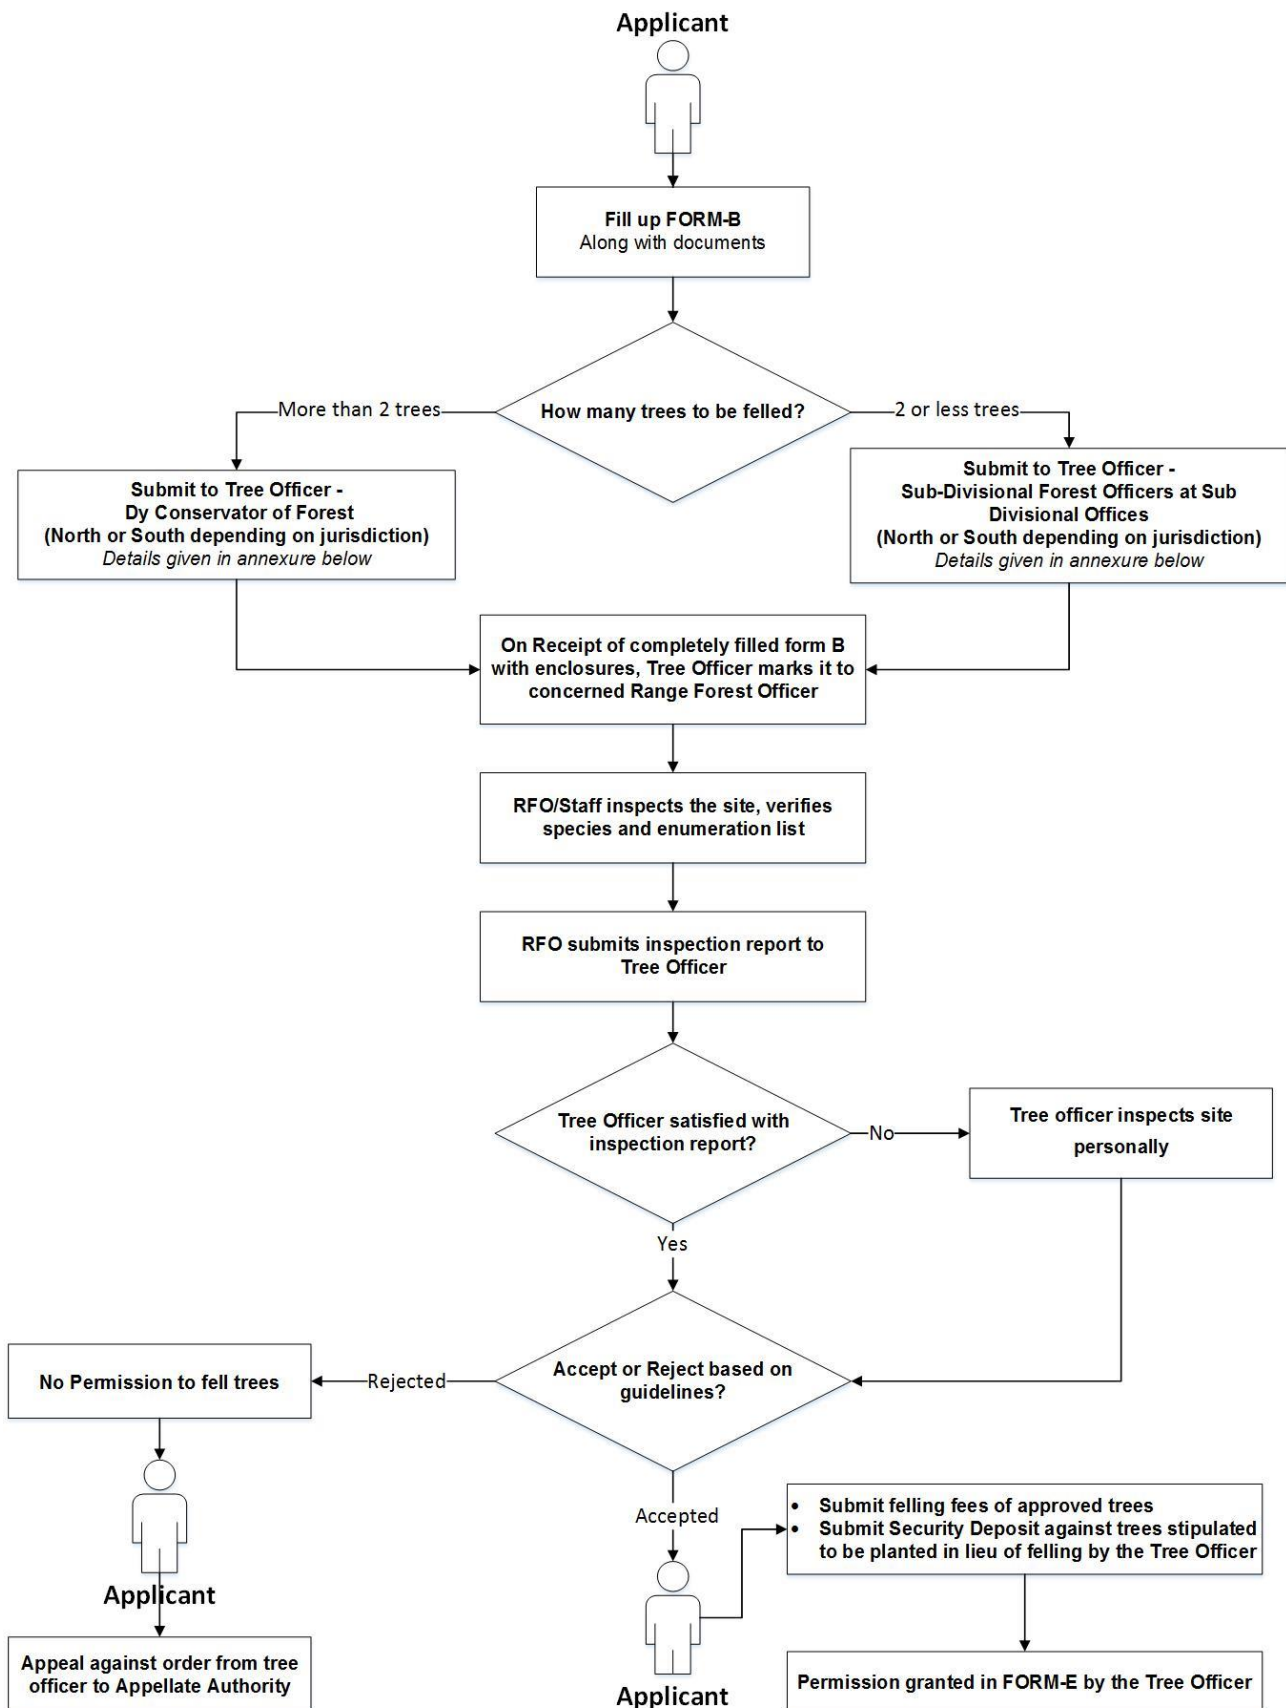 Applicant
Fill up FORM-B
Along with documents
How many trees to be felled?
More than 2 trees
2 or less trees
Submit to Tree Officer -
Dy Conservator of Forest
(North or South depending on jurisdiction)
Details given in annexure below
Submit to Tree Officer -
Sub-Divisional Forest Officers at Sub
Divisional Offices
(North or South depending on jurisdiction)
Details given in annexure below
On Receipt of completely filled form B
with enclosures, Tree Officer marks it to
concerned Range Forest Officer
RFO/Staff inspects the site, verifies
species and enumeration list
RFO submits inspection report to
Tree Officer
Tree Officer satisfied with
inspection report?
No
Tree officer inspects site
personally
Yes
Accept or Reject based on
guidelines?
Rejected
No Permission to fell trees
Applicant
Appeal against order from tree
officer to Appellate Authority
Accepted
Applicant
• Submit felling fees of approved trees
• Submit Security Deposit against trees stipulated
to be planted in lieu of felling by the Tree Officer
Permission granted in FORM-E by the Tree Officer